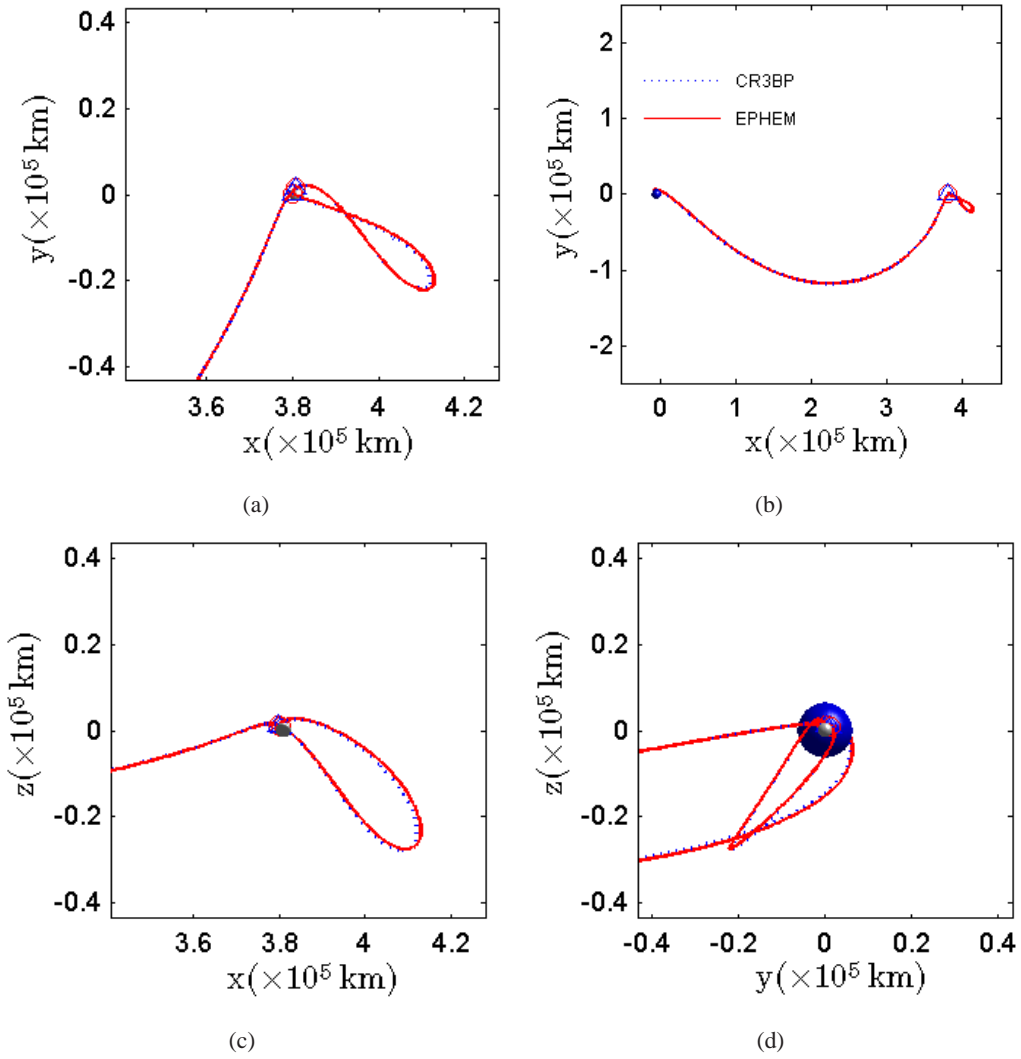 0.4
0.2
0
-0.2
-0.4
y(×10⁵ km)
3.6 3.8 4 4.2
x(×10⁵ km)
(a)
2
1
0
-1
-2
y(×10⁵ km)
CR3BP
EPHEM
0 1 2 3 4
x(×10⁵ km)
(b)
0.4
0.2
0
-0.2
-0.4
z(×10⁵ km)
3.6 3.8 4 4.2
x(×10⁵ km)
(c)
0.4
0.2
0
-0.2
-0.4
z(×10⁵ km)
-0.4 -0.2 0 0.2 0.4
y(×10⁵ km)
(d)